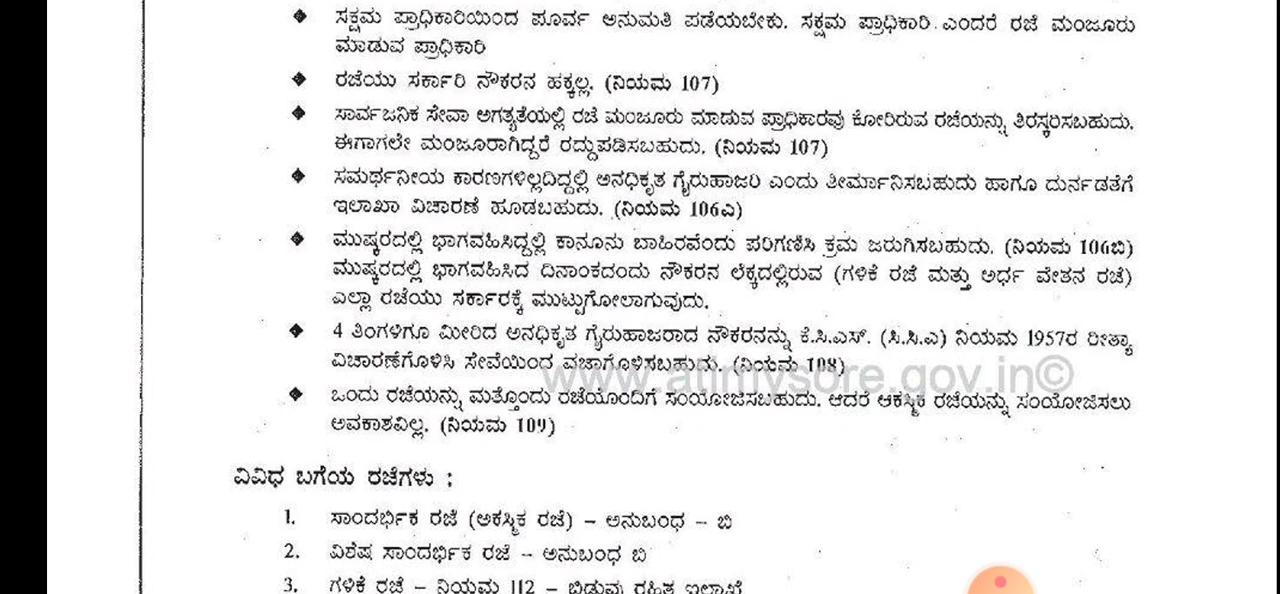 ❖ ಸಕ್ಷಮ ಪ್ರಾಧಿಕಾರಿಯಿಂದ ಪೂರ್ವ ಅನುಮತಿ ಪಡೆಯಬೇಕು. ಸಕ್ಷಮ ಪ್ರಾಧಿಕಾರಿ ಎಂದರೆ ರಜೆ ಮಂಜೂರು
ಮಾಡುವ ಪ್ರಾಧಿಕಾರಿ
❖ ರಜೆಯು ಸರ್ಕಾರಿ ನೌಕರನ ಹಕ್ಕಲ್ಲ. (ನಿಯಮ 107)
❖ ಸಾರ್ವಜನಿಕ ಸೇವಾ ಅಗತ್ಯತೆಯಲ್ಲಿ ರಜೆ ಮಂಜೂರು ಮಾಡುವ ಪ್ರಾಧಿಕಾರವು ಕೋರಿರುವ ರಜೆಯನ್ನು ತಿರಸ್ಕರಿಸಬಹುದು.
ಈಗಾಗಲೇ ಮಂಜೂರಾಗಿದ್ದರೆ ರದ್ದುಪಡಿಸಬಹುದು. (ನಿಯಮ 107)
❖ ಸಮರ್ಥನೀಯ ಕಾರಣಗಳಿಲ್ಲದಿದ್ದಲ್ಲಿ ಅನಧಿಕೃತ ಗೈರುಹಾಜರಿ ಎಂದು ತೀರ್ಮಾನಿಸಬಹುದು ಹಾಗೂ ದುರ್ನಡತೆಗೆ
ಇಲಾಖಾ ವಿಚಾರಣೆ ಹೂಡಬಹುದು. (ನಿಯಮ 106ಎ)
❖ ಮುಷ್ಕರದಲ್ಲಿ ಭಾಗವಹಿಸಿದ್ದಲ್ಲಿ ಕಾನೂನು ಬಾಹಿರವೆಂದು ಪರಿಗಣಿಸಿ ಕ್ರಮ ಜರುಗಿಸಬಹುದು. (ನಿಯಮ 106ಬಿ)
ಮುಷ್ಕರದಲ್ಲಿ ಭಾಗವಹಿಸಿದ ದಿನಾಂಕದಂದು ನೌಕರನ ಲೆಕ್ಕದಲ್ಲಿರುವ (ಗಳಿಕೆ ರಜೆ ಮತ್ತು ಅರ್ಧ ವೇತನ ರಜೆ)
ಎಲ್ಲಾ ರಜೆಯು ಸರ್ಕಾರಕ್ಕೆ ಮುಟ್ಟುಗೋಲಾಗುವುದು.
❖ 4 ತಿಂಗಳಿಗೂ ಮೀರಿದ ಅನಧಿಕೃತ ಗೈರುಹಾಜರಾದ ನೌಕರನನ್ನು ಕೆ.ಸಿ.ಎಸ್. (ಸಿ.ಸಿ.ಎ) ನಿಯಮ 1957ರ ರೀತ್ಯಾ
ವಿಚಾರಣೆಗೊಳಿಸಿ ಸೇವೆಯಿಂದ ವಜಾಗೊಳಿಸಬಹುದು. (ನಿಯಮ 108)
www.atimysore.gov.in©
❖ ಒಂದು ರಜೆಯನ್ನು ಮತ್ತೊಂದು ರಜೆಯೊಂದಿಗೆ ಸಂಯೋಜಿಸಬಹುದು. ಆದರೆ ಆಕಸ್ಮಿಕ ರಜೆಯನ್ನು ಸಂಯೋಜಿಸಲು
ಅವಕಾಶವಿಲ್ಲ. (ನಿಯಮ 109)
ವಿವಿಧ ಬಗೆಯ ರಜೆಗಳು :
1. ಸಾಂದರ್ಭಿಕ ರಜೆ (ಅಕಸ್ಮಿಕ ರಜೆ) – ಅನುಬಂಧ – ಬಿ
2. ವಿಶೆಷ ಸಾಂದರ್ಭಿಕ ರಜೆ – ಅನುಬಂಧ ಬಿ
3. ಗಳಿಕೆ ರಜೆ – ನಿಯಮ 112 – ಬಿಡುವು ರಹಿತ ಇಲಾಖೆ